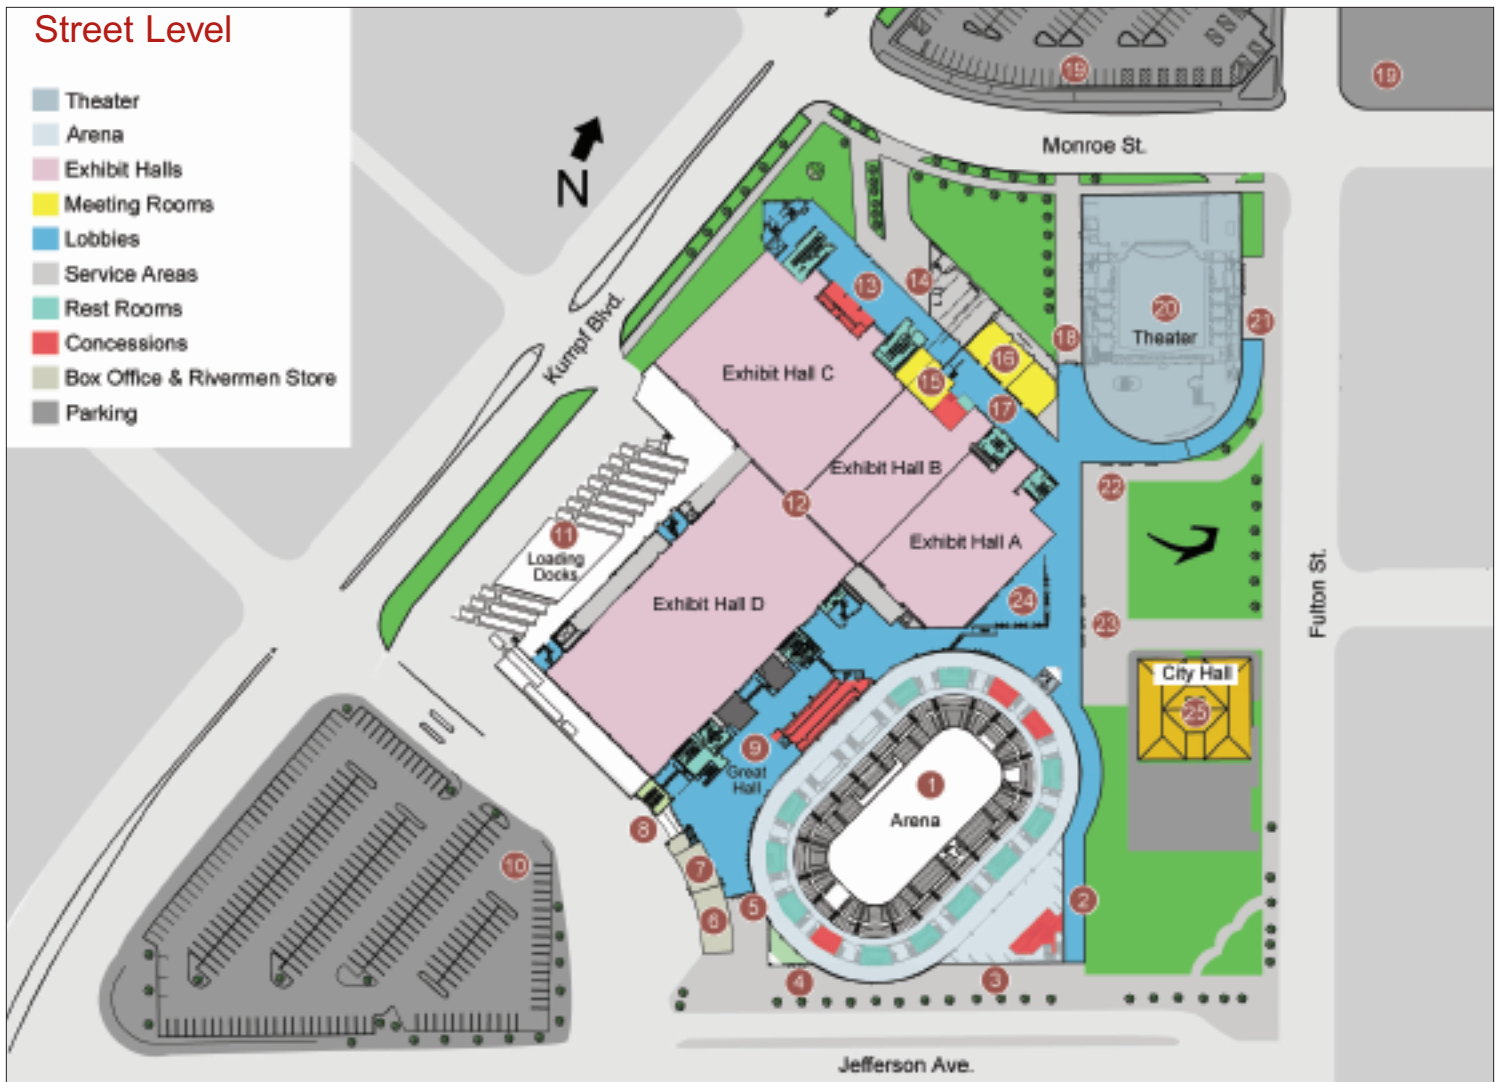 Street Level
Theater
Arena
Exhibit Halls
Meeting Rooms
Lobbies
Service Areas
Rest Rooms
Concessions
Box Office & Rivermen Store
Parking
N
19
19
Monroe St.
Kumpf Blvd.
13
14
20
Theater
21
18
16
15
17
Exhibit Hall C
Exhibit Hall B
12
22
11
Loading
Docks
Exhibit Hall A
Exhibit Hall D
24
23
Fulton St.
City Hall
25
9
Great
Hall
1
Arena
8
7
10
6
5
2
4
3
Jefferson Ave.